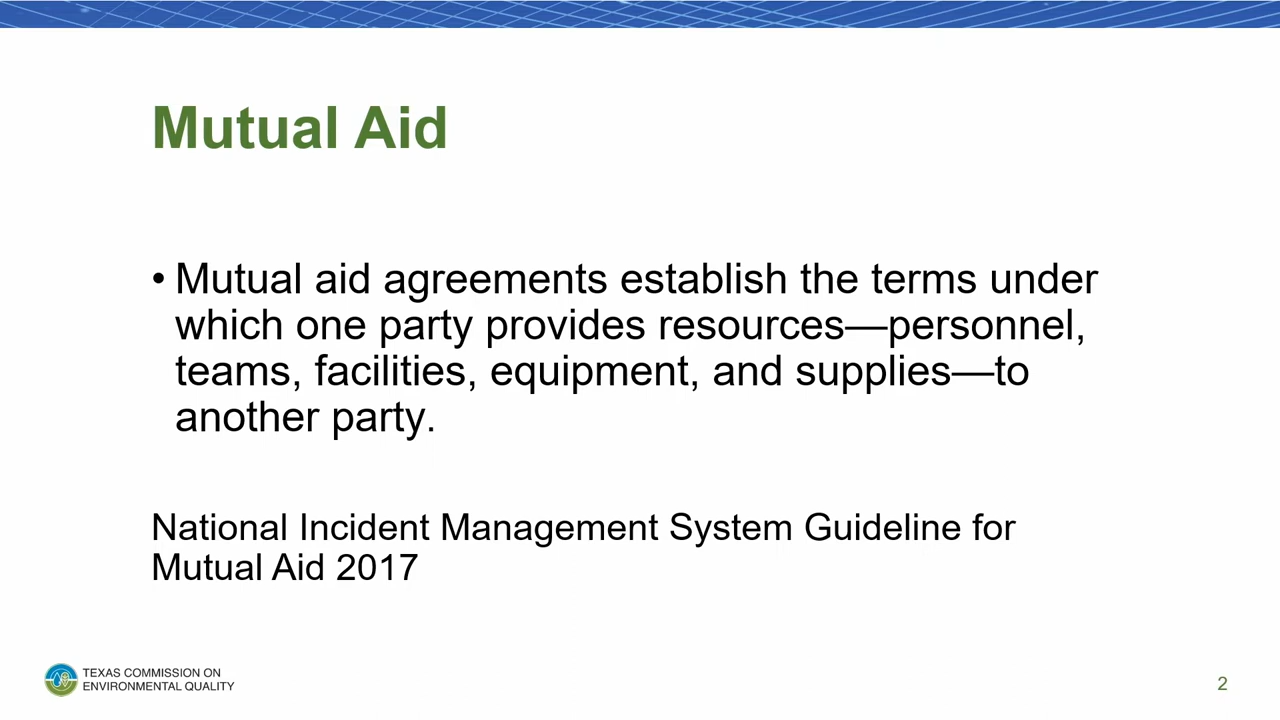 Mutual Aid
• Mutual aid agreements establish the terms under
which one party provides resources—personnel,
teams, facilities, equipment, and supplies—to
another party.
National Incident Management System Guideline for
Mutual Aid 2017
TEXAS COMMISSION ON
ENVIRONMENTAL QUALITY
2